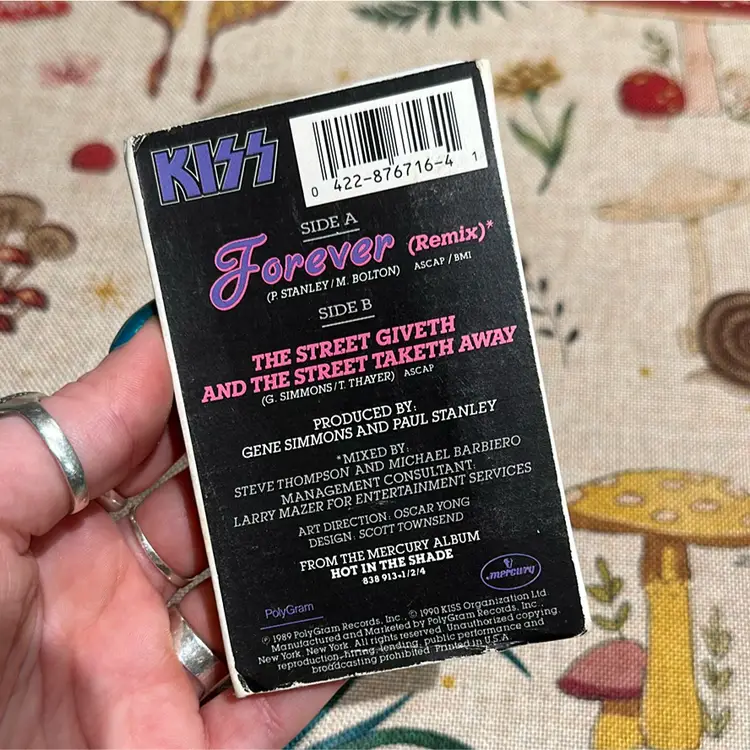 KISS
0 422-876716-4 1
SIDE A
Forever (Remix)*
(P. STANLEY/M. BOLTON) ASCAP/BMI
SIDE B
THE STREET GIVETH
AND THE STREET TAKETH AWAY
(G. SIMMONS/T. THAYER) ASCAP
PRODUCED BY:
GENE SIMMONS AND PAUL STANLEY
*MIXED BY:
STEVE THOMPSON AND MICHAEL BARBIERO
MANAGEMENT CONSULTANT:
LARRY MAZER FOR ENTERTAINMENT SERVICES
ART DIRECTION: OSCAR YONG
DESIGN: SCOTT TOWNSEND
FROM THE MERCURY ALBUM
HOT IN THE SHADE
838 913-1/2/4
mercury
PolyGram
℗ 1989 PolyGram Records, Inc., © 1990 KISS Organization Ltd.
Manufactured and Marketed by PolyGram Records, Inc.,
New York, New York. All rights reserved. Unauthorized copying,
reproduction, hiring, lending, public performance and
broadcasting prohibited. Printed in U.S.A.